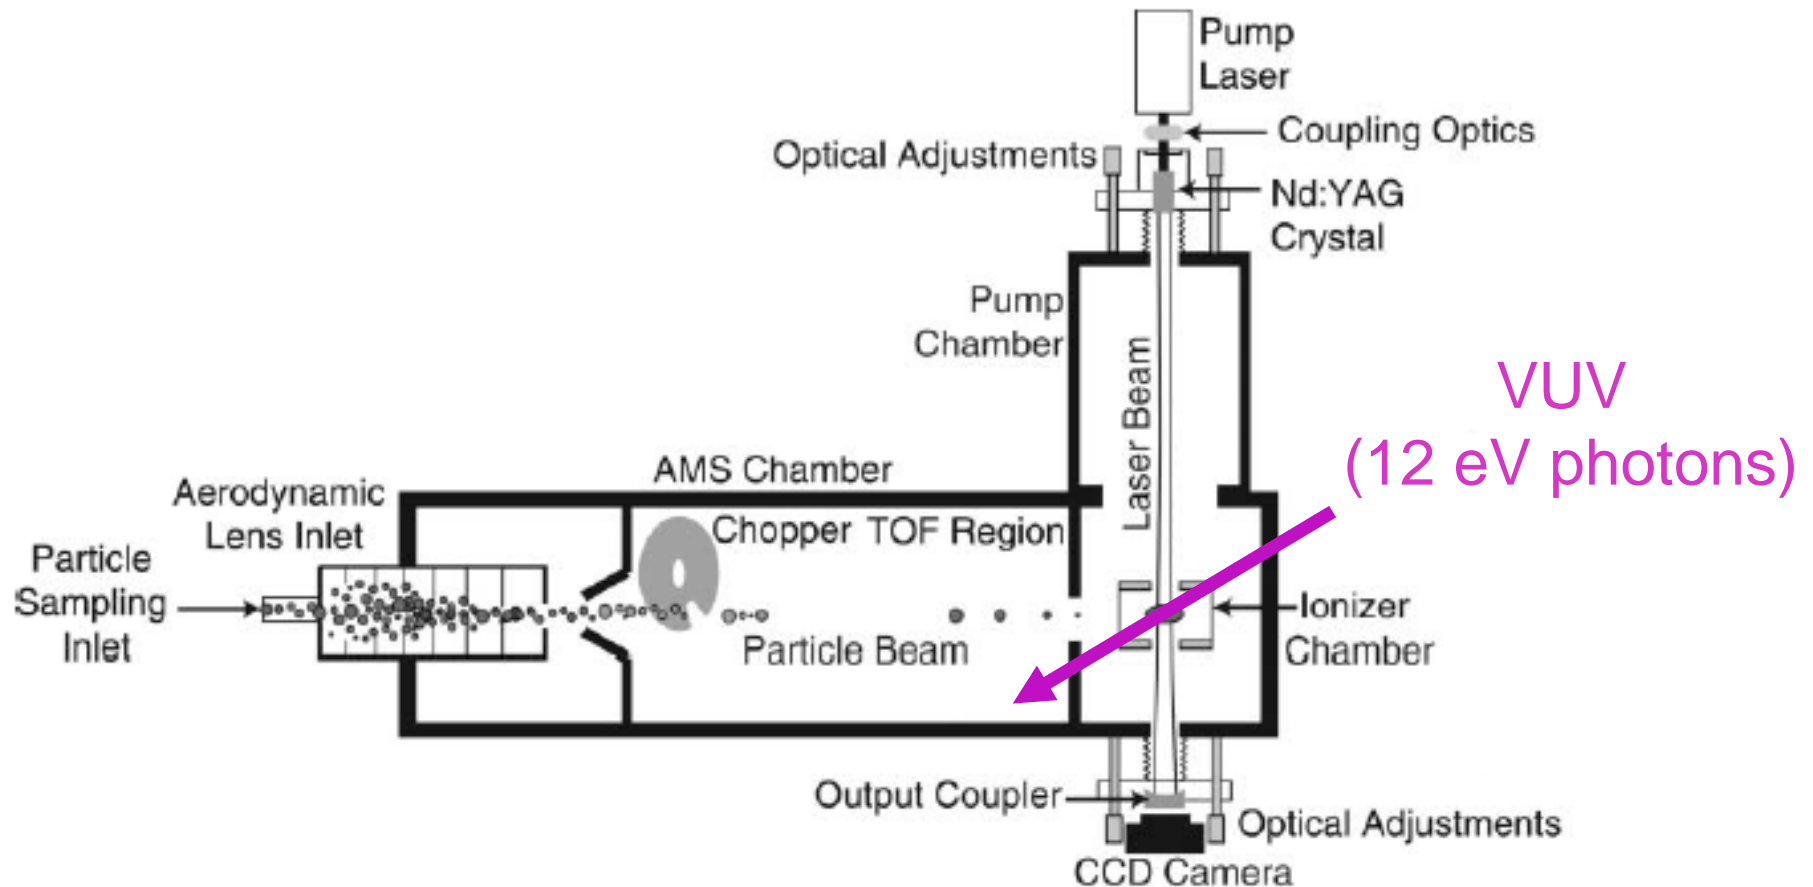 Pump
Laser
Coupling Optics
Optical Adjustments
Nd:YAG
Crystal
Pump
Chamber
Laser Beam
VUV
(12 eV photons)
AMS Chamber
Aerodynamic
Lens Inlet
Chopper TOF Region
Particle
Sampling
Inlet
Ionizer
Chamber
Particle Beam
Output Coupler
Optical Adjustments
CCD Camera